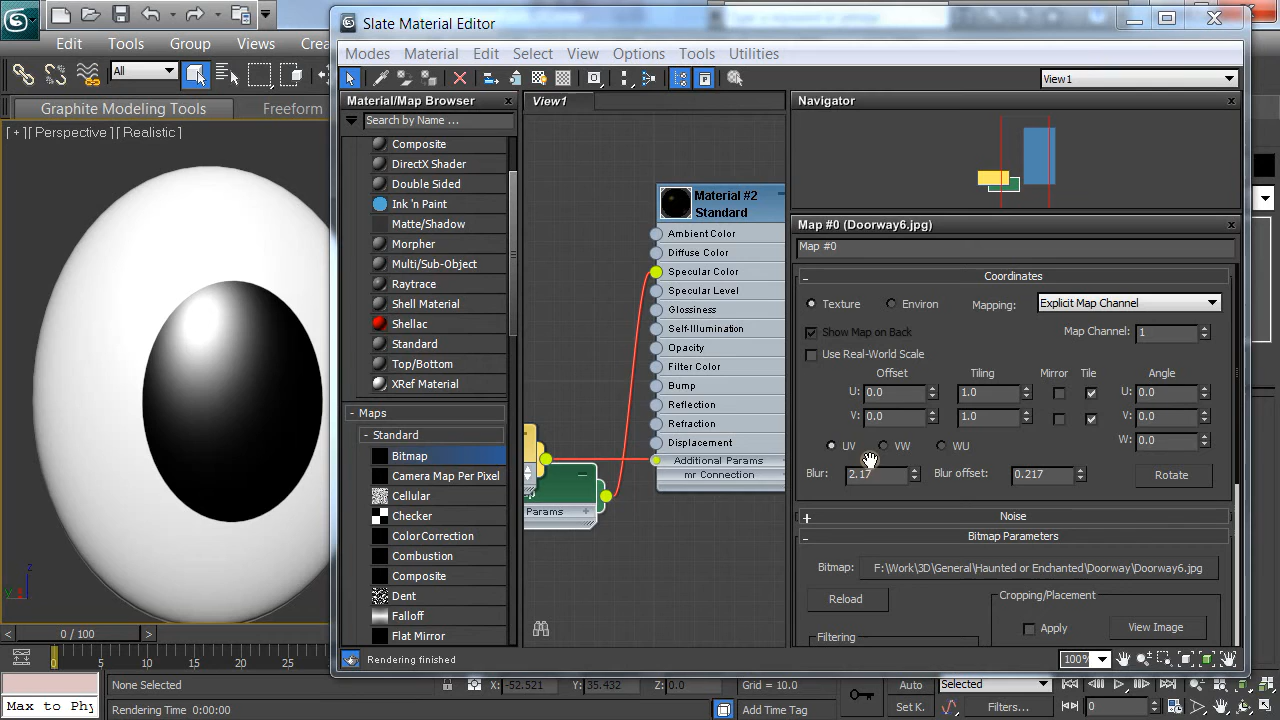 Slate Material Editor
Edit Tools Group Views Crea
Modes Material Edit Select View Options Tools Utilities
All
View1
Graphite Modeling Tools Freeform
Material/Map Browser
View1
Navigator
Search by Name ...
[ + ][ Perspective ][ Realistic ]
Composite
DirectX Shader
Double Sided
Ink 'n Paint
Matte/Shadow
Morpher
Multi/Sub-Object
Raytrace
Shell Material
Shellac
Standard
Top/Bottom
XRef Material
- Maps
- Standard
Bitmap
Camera Map Per Pixel
Cellular
Checker
ColorCorrection
Combustion
Composite
Dent
Falloff
Flat Mirror
Material #2
Standard
Ambient Color
Diffuse Color
Specular Color
Specular Level
Glossiness
Self-Illumination
Opacity
Filter Color
Bump
Reflection
Refraction
Displacement
Additional Params
mr Connection
Params +
Map #0 (Doorway6.jpg)
Map #0
- Coordinates
Texture Environ Mapping: Explicit Map Channel
Show Map on Back Map Channel: 1
Use Real-World Scale
Offset Tiling Mirror Tile Angle
U: 0.0 1.0 U: 0.0
V: 0.0 1.0 V: 0.0
UV VW WU W: 0.0
Blur: 2.17 Blur offset: 0.217 Rotate
+ Noise
- Bitmap Parameters
Bitmap: F:\Work\3D\General\Haunted or Enchanted\Doorway\Doorway6.jpg
Reload
Cropping/Placement
Apply View Image
Filtering
Rendering finished
100%
z
y
x
< 0 / 100 >
0 5 10 15 20 25
None Selected X: -52.521 Y: 35.432 Z: 0.0 Grid = 10.0 Auto Selected
Max to Phy Rendering Time 0:00:00 Add Time Tag Set K. Filters... 0